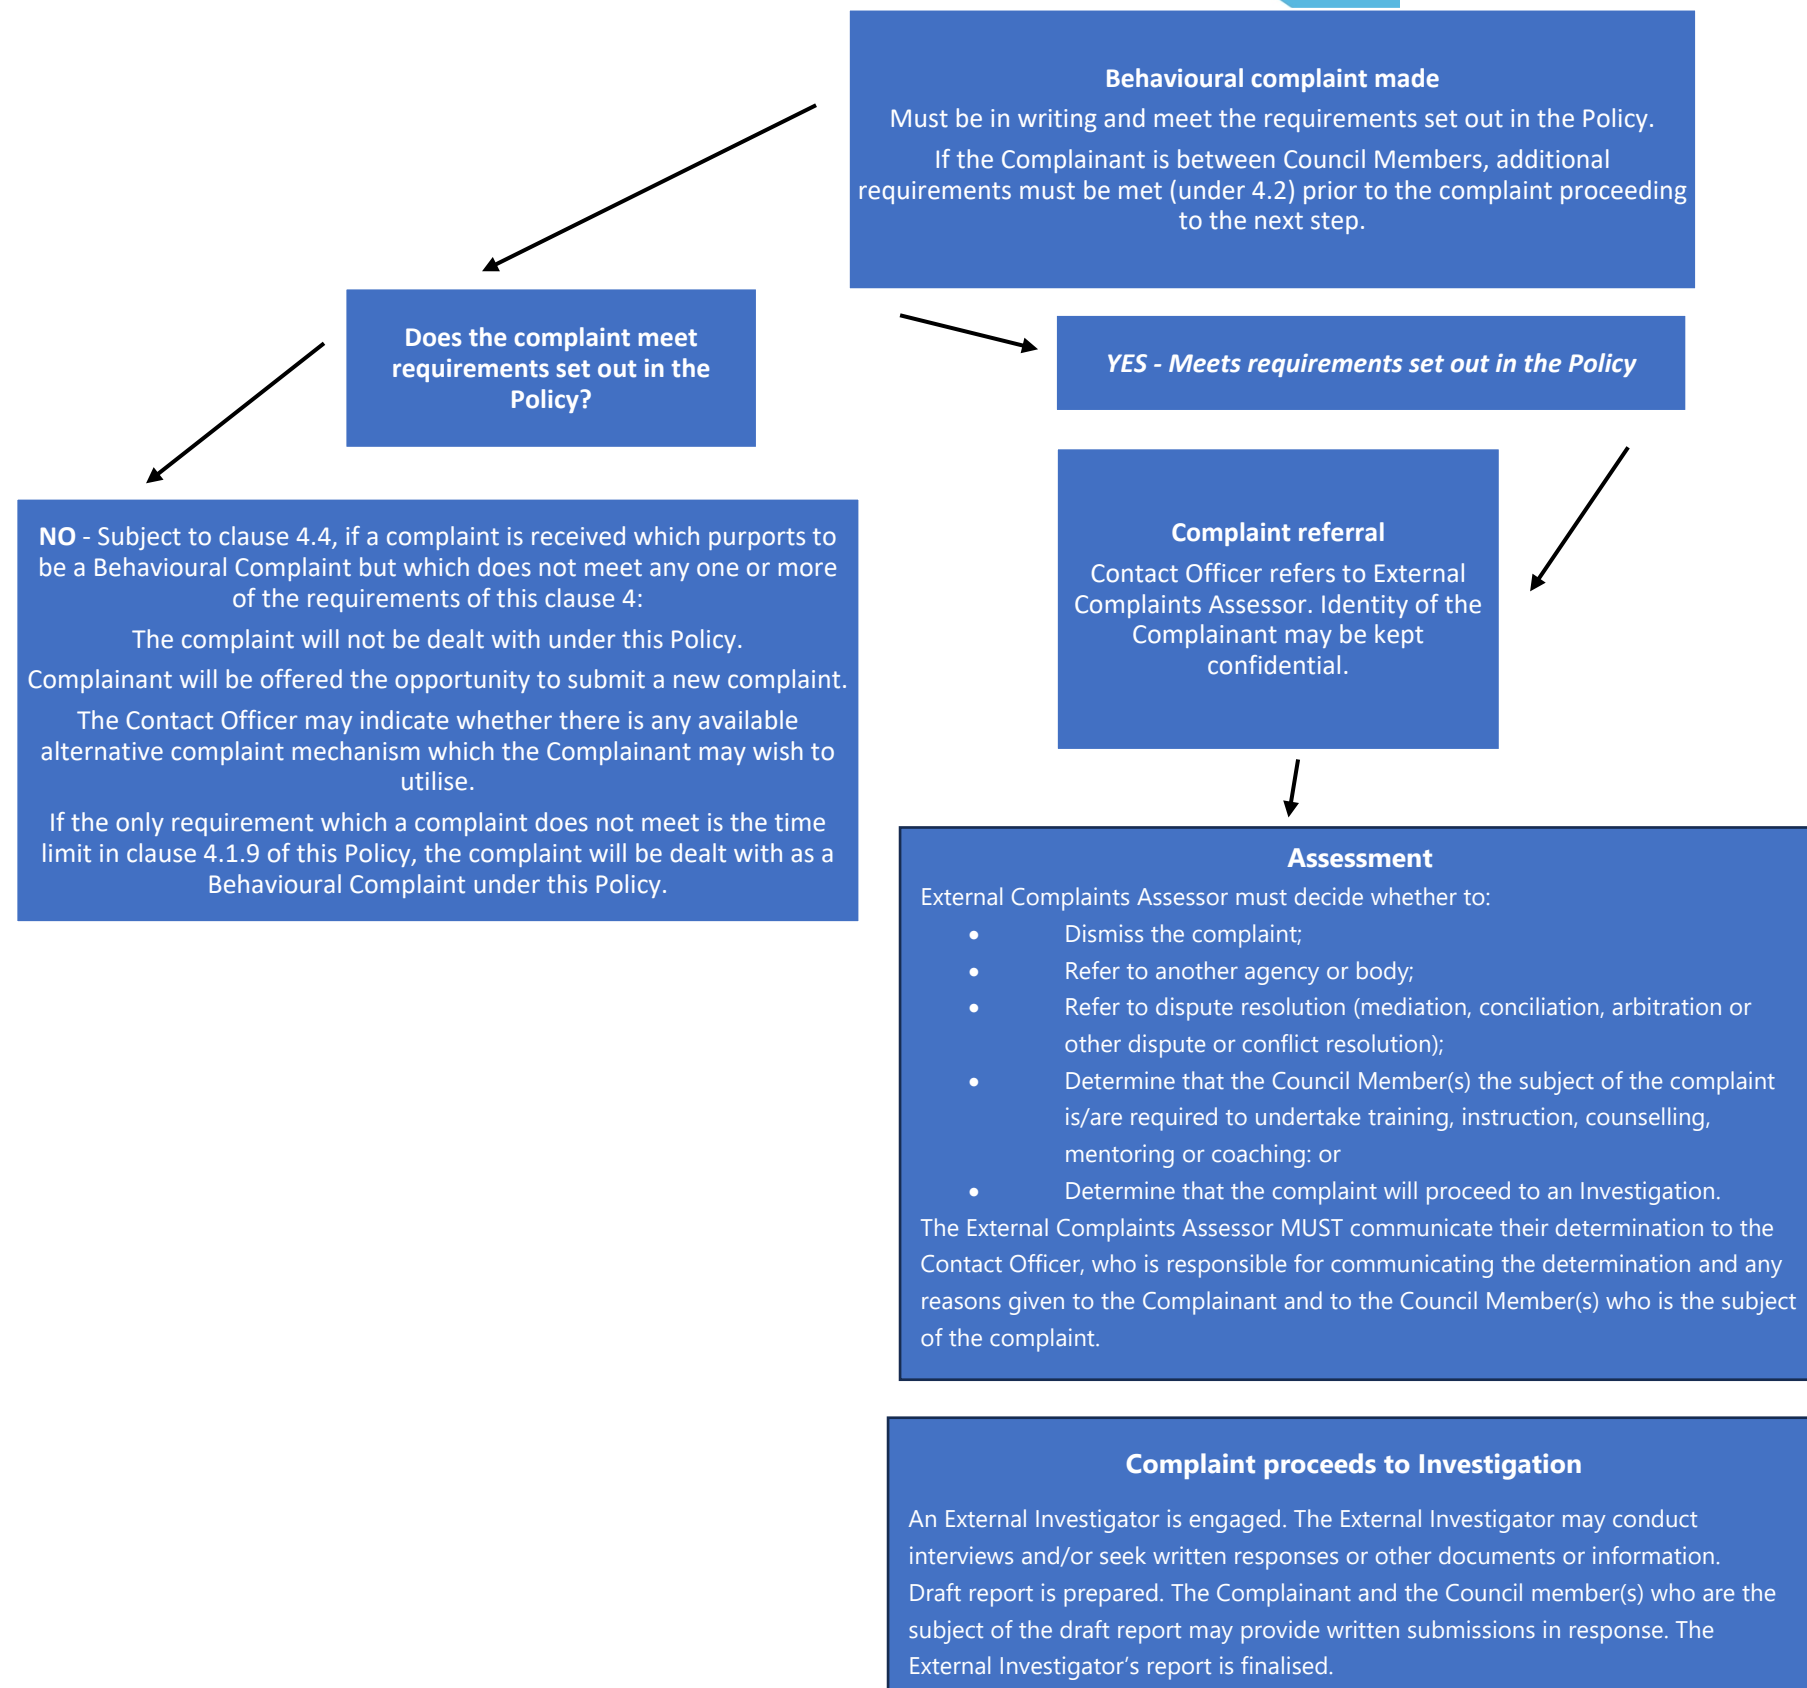 Behavioural complaint made
Must be in writing and meet the requirements set out in the Policy.
If the Complainant is between Council Members, additional
requirements must be met (under 4.2) prior to the complaint proceeding
to the next step.
Does the complaint meet
requirements set out in the
Policy?
YES - Meets requirements set out in the Policy
NO - Subject to clause 4.4, if a complaint is received which purports to
be a Behavioural Complaint but which does not meet any one or more
of the requirements of this clause 4:
The complaint will not be dealt with under this Policy.
Complainant will be offered the opportunity to submit a new complaint.
The Contact Officer may indicate whether there is any available
alternative complaint mechanism which the Complainant may wish to
utilise.
If the only requirement which a complaint does not meet is the time
limit in clause 4.1.9 of this Policy, the complaint will be dealt with as a
Behavioural Complaint under this Policy.
Complaint referral
Contact Officer refers to External
Complaints Assessor. Identity of the
Complainant may be kept
confidential.
Assessment
External Complaints Assessor must decide whether to:
• Dismiss the complaint;
• Refer to another agency or body;
• Refer to dispute resolution (mediation, conciliation, arbitration or
other dispute or conflict resolution);
• Determine that the Council Member(s) the subject of the complaint
is/are required to undertake training, instruction, counselling,
mentoring or coaching: or
• Determine that the complaint will proceed to an Investigation.
The External Complaints Assessor MUST communicate their determination to the
Contact Officer, who is responsible for communicating the determination and any
reasons given to the Complainant and to the Council Member(s) who is the subject
of the complaint.
Complaint proceeds to Investigation
An External Investigator is engaged. The External Investigator may conduct
interviews and/or seek written responses or other documents or information.
Draft report is prepared. The Complainant and the Council member(s) who are the
subject of the draft report may provide written submissions in response. The
External Investigator's report is finalised.